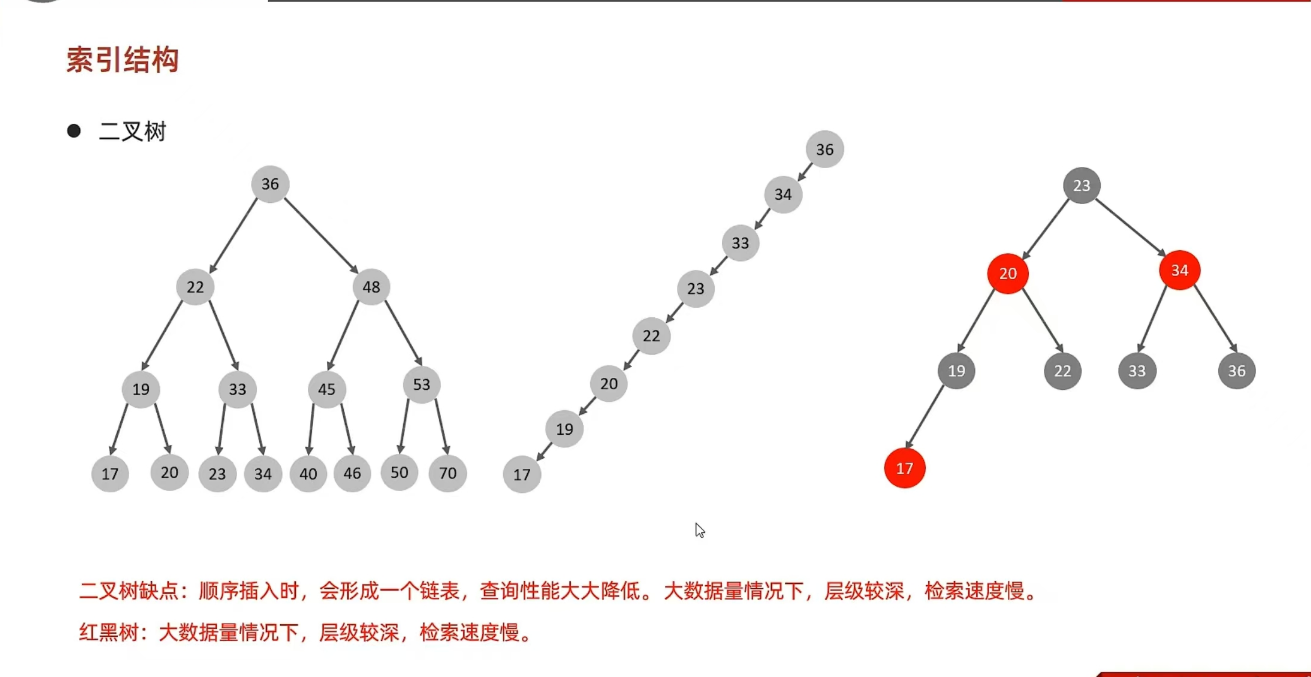 索引结构
● 二叉树
36
22 48
19 33 45 53
17 20 23 34 40 46 50 70
36
34
33
23
22
20
19
17
23
20 34
19 22 33 36
17
二叉树缺点：顺序插入时，会形成一个链表，查询性能大大降低。大数据量情况下，层级较深，检索速度慢。
红黑树：大数据量情况下，层级较深，检索速度慢。